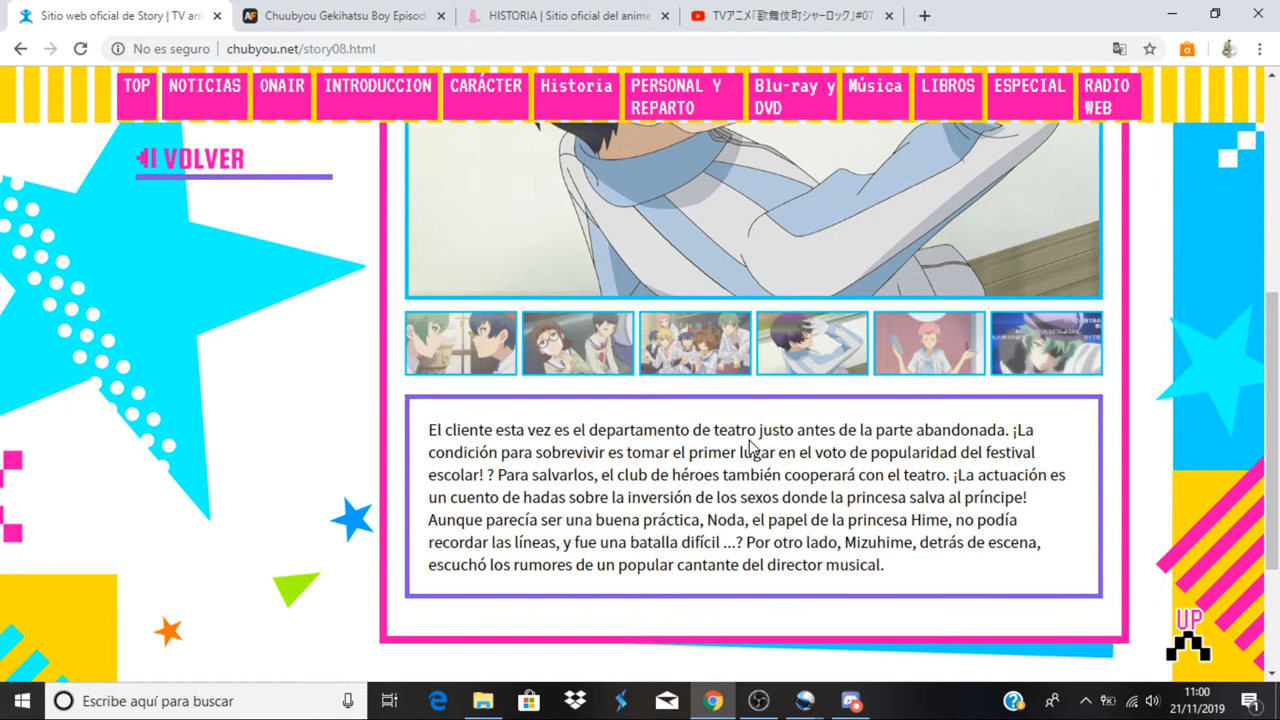 Sitio web oficial de Story | TV ani
Chuubyou Gekihatsu Boy Episod
HISTORIA | Sitio oficial del anime
TVアニメ「歌舞伎町シャーロック」#07
No es seguro
chubyou.net/story08.html
TOP
NOTICIAS
ONAIR
INTRODUCCION
CARÁCTER
Historia
PERSONAL Y
REPARTO
Blu-ray y
DVD
Música
LIBROS
ESPECIAL
RADIO
WEB
VOLVER
El cliente esta vez es el departamento de teatro justo antes de la parte abandonada. ¡La
condición para sobrevivir es tomar el primer lugar en el voto de popularidad del festival
escolar! ? Para salvarlos, el club de héroes también cooperará con el teatro. ¡La actuación es
un cuento de hadas sobre la inversión de los sexos donde la princesa salva al príncipe!
Aunque parecía ser una buena práctica, Noda, el papel de la princesa Hime, no podía
recordar las líneas, y fue una batalla difícil ...? Por otro lado, Mizuhime, detrás de escena,
escuchó los rumores de un popular cantante del director musical.
UP
Escribe aquí para buscar
11:00
21/11/2019